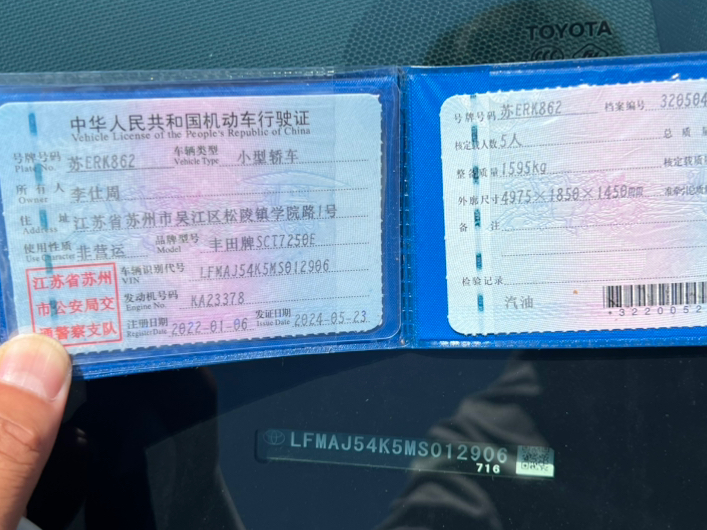 TOYOTA
中华人民共和国机动车行驶证
Vehicle License of the People's Republic of China
号牌号码 苏ERK862 车辆类型 小型轿车
Plate No. Vehicle Type
所有人 李仕周
Owner
住址 江苏省苏州市吴江区松陵镇学院路1号
Address
使用性质 非营运 品牌型号 丰田牌SCT7250E
Use Character Model
江苏省苏州
市公安局交
通警察支队
车辆识别代号 LFMAJ54K5MS012906
VIN
发动机号码 KA23378
Engine No.
注册日期 2022-01-06 发证日期 2024-05-23
Register Date Issue Date
号牌号码 苏ERK862 档案编号 320504
核定载人数 5人 总质量
整备质量 1595kg 核定载质量
外廓尺寸 4975×1850×1450mm
备注
检验记录
汽油
*3220052
LFMAJ54K5MS012906
716